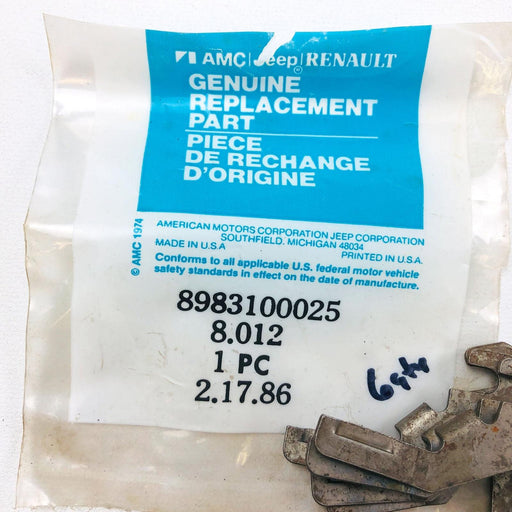 AMC|Jeep|RENAULT
GENUINE
REPLACEMENT
PART
PIECE
DE RECHANGE
D'ORIGINE
© AMC 1974
AMERICAN MOTORS CORPORATION JEEP CORPORATION
SOUTHFIELD, MICHIGAN 48034
MADE IN U.S.A
PRINTED IN U.S.A.
Conforms to all applicable U.S. federal motor vehicle
safety standards in effect on the date of manufacture.
8983100025
8.012
1 PC
2.17.86
6 qty